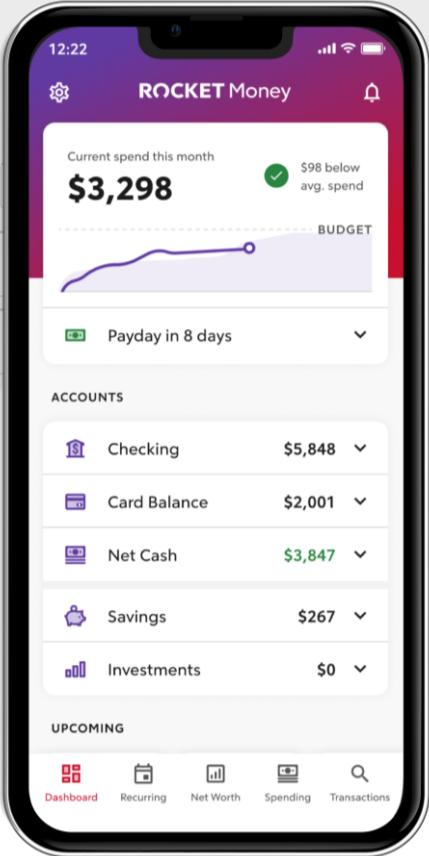 12:22
ROCKET Money
Current spend this month
$3,298
$98 below
avg. spend
BUDGET
Payday in 8 days
ACCOUNTS
Checking $5,848
Card Balance $2,001
Net Cash $3,847
Savings $267
Investments $0
UPCOMING
Dashboard Recurring Net Worth Spending Transactions